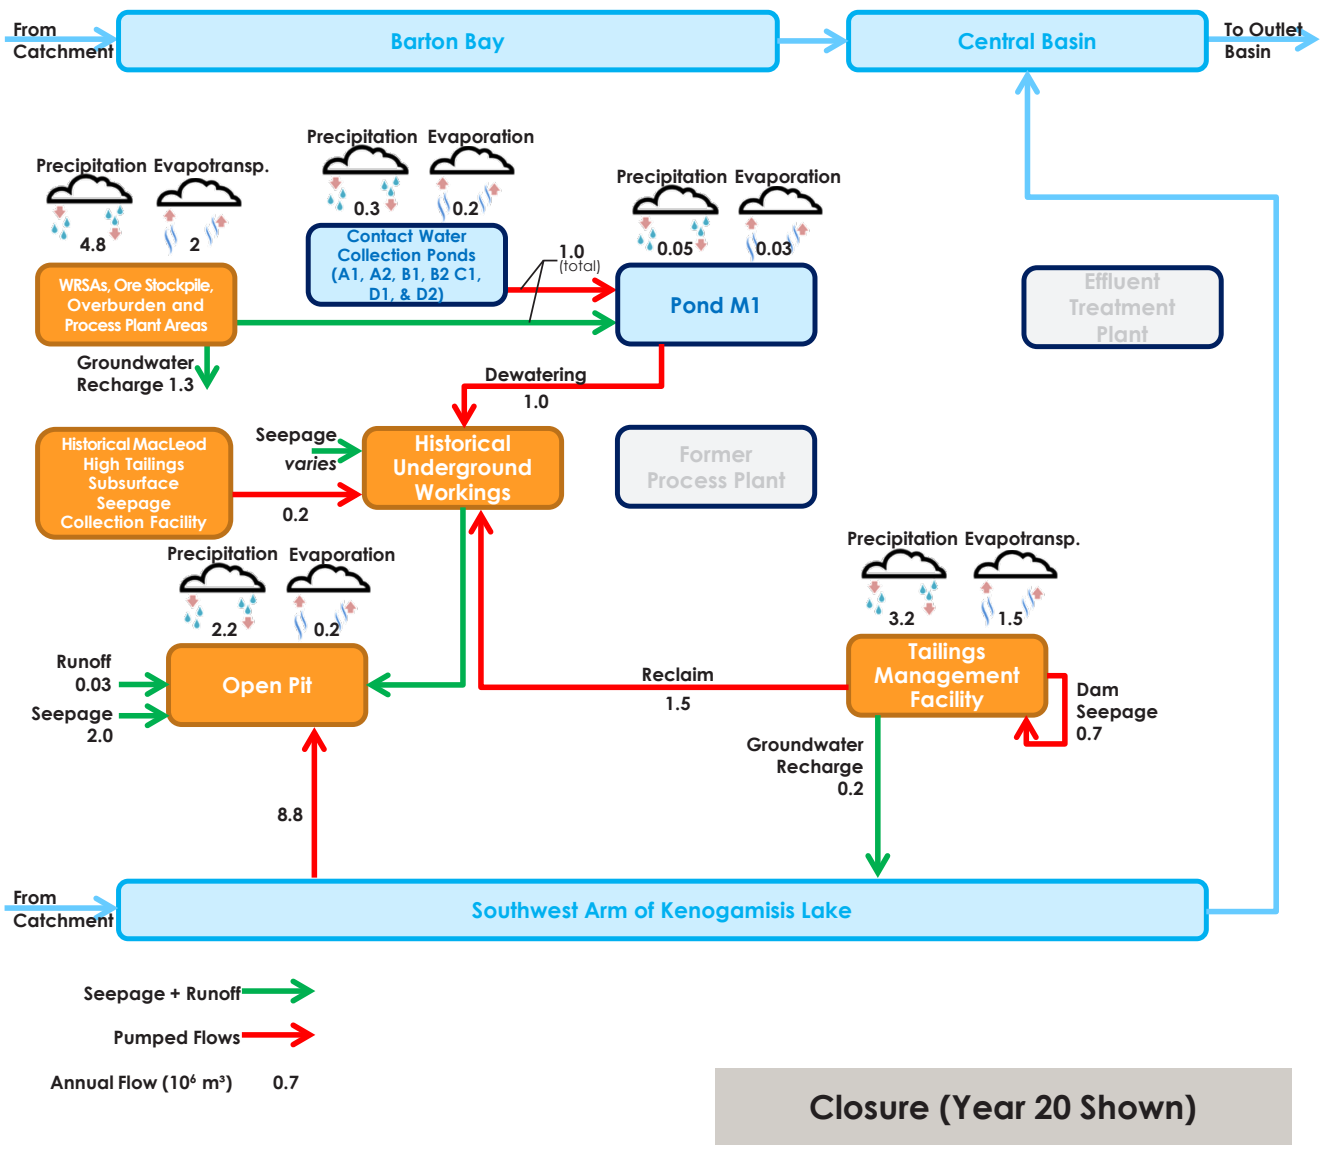 From
Catchment
Barton Bay
Central Basin
To Outlet
Basin
Precipitation Evapotransp.
4.8
2
Precipitation Evaporation
0.3
0.2
Precipitation Evaporation
0.05
0.03
WRSAs, Ore Stockpile,
Overburden and
Process Plant Areas
Contact Water
Collection Ponds
(A1, A2, B1, B2 C1,
D1, & D2)
1.0
(total)
Pond M1
Effluent
Treatment
Plant
Groundwater
Recharge 1.3
Dewatering
1.0
Historical MacLeod
High Tailings
Subsurface
Seepage
Collection Facility
0.2
Seepage
varies
Historical
Underground
Workings
Former
Process Plant
Precipitation Evaporation
2.2
0.2
Precipitation Evapotransp.
3.2
1.5
Runoff
0.03
Seepage
2.0
Open Pit
Reclaim
1.5
Tailings
Management
Facility
Dam
Seepage
0.7
Groundwater
Recharge
0.2
8.8
From
Catchment
Southwest Arm of Kenogamisis Lake
Seepage + Runoff
Pumped Flows
Annual Flow (10⁶ m³) 0.7
Closure (Year 20 Shown)